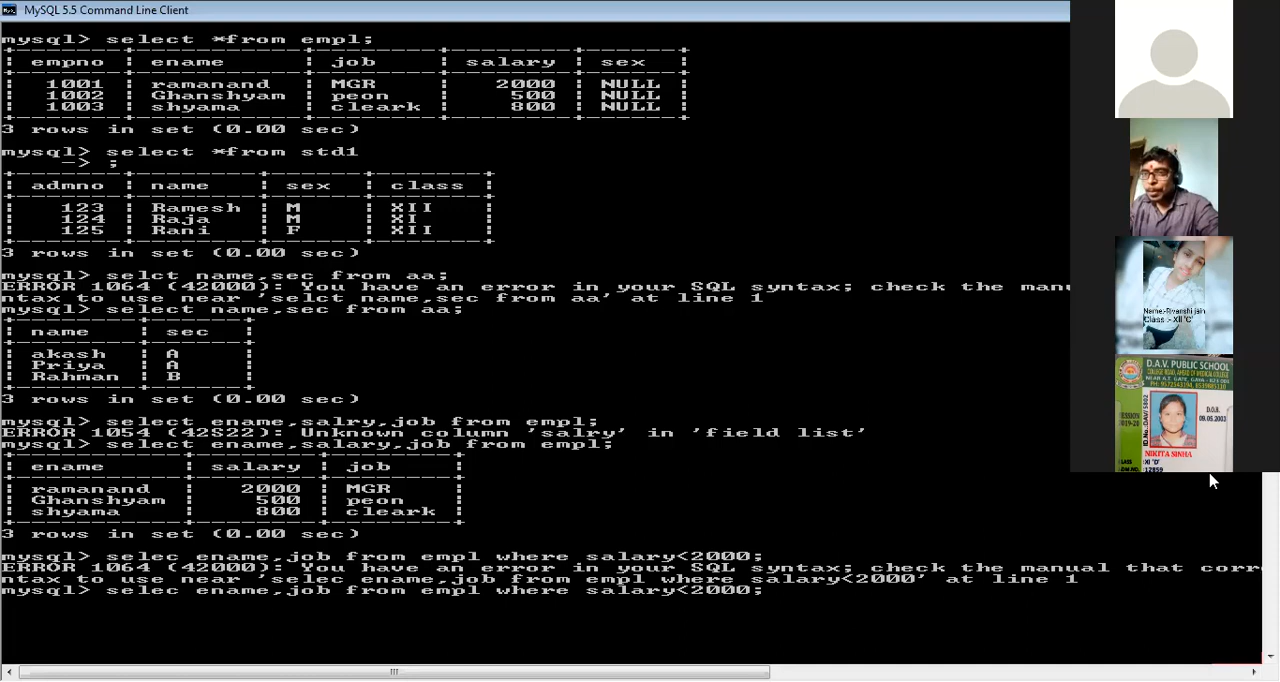 MySQL 5.5 Command Line Client
mysql> select *from empl;
| empno | ename | job | salary | sex |
| 1001 | ramanand | MGR | 2000 | NULL |
| 1002 | Ghanshyam | peon | 500 | NULL |
| 1003 | shyama | cleark | 800 | NULL |
3 rows in set (0.00 sec)
mysql> select *from std1
-> ;
| admno | name | sex | class |
| 123 | Ramesh | M | XII |
| 124 | Raja | M | XI |
| 125 | Rani | F | XII |
3 rows in set (0.00 sec)
mysql> selct name,sec from aa;
ERROR 1064 (42000): You have an error in your SQL syntax; check the manu
ntax to use near 'selct name,sec from aa' at line 1
mysql> select name,sec from aa;
| name | sec |
| akash | A |
| Priya | A |
| Rahman | B |
3 rows in set (0.00 sec)
mysql> select ename,salry,job from empl;
ERROR 1054 (42S22): Unknown column 'salry' in 'field list'
mysql> select ename,salary,job from empl;
| ename | salary | job |
| ramanand | 2000 | MGR |
| Ghanshyam | 500 | peon |
| shyama | 800 | cleark |
3 rows in set (0.00 sec)
mysql> selec ename,job from empl where salary<2000;
ERROR 1064 (42000): You have an error in your SQL syntax; check the manual that corr
ntax to use near 'selec ename,job from empl where salary<2000' at line 1
mysql> selec ename,job from empl where salary<2000;
Class :- XII 'C'
D.A.V. PUBLIC SCHOOL
D.O.B.
09.05.2003
NIKITA SINHA